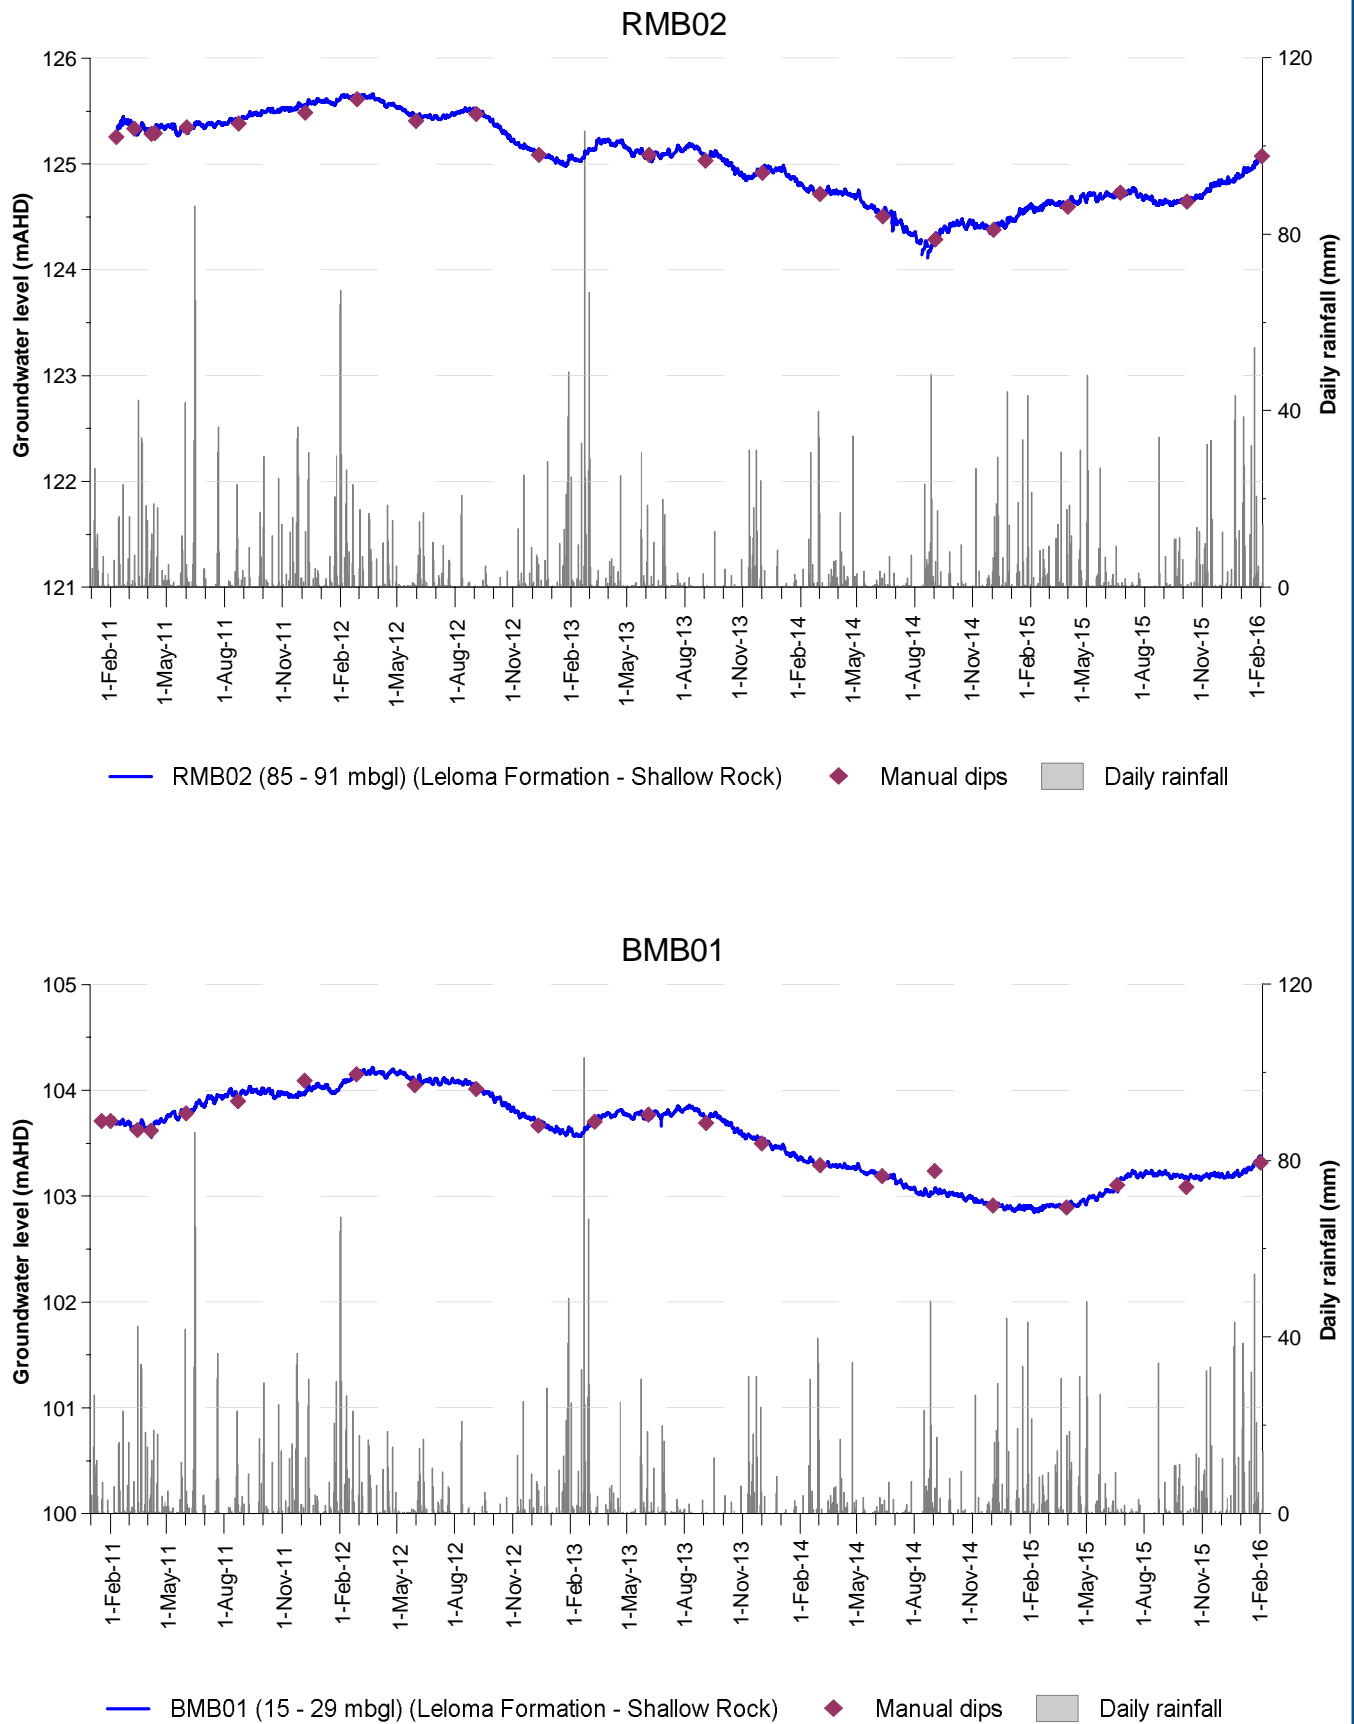 RMB02
126
125
124
123
122
121
Groundwater level (mAHD)
120
80
40
0
Daily rainfall (mm)
1-Feb-11
1-May-11
1-Aug-11
1-Nov-11
1-Feb-12
1-May-12
1-Aug-12
1-Nov-12
1-Feb-13
1-May-13
1-Aug-13
1-Nov-13
1-Feb-14
1-May-14
1-Aug-14
1-Nov-14
1-Feb-15
1-May-15
1-Aug-15
1-Nov-15
1-Feb-16
RMB02 (85 - 91 mbgl) (Leloma Formation - Shallow Rock) Manual dips Daily rainfall
BMB01
105
104
103
102
101
100
Groundwater level (mAHD)
120
80
40
0
Daily rainfall (mm)
1-Feb-11
1-May-11
1-Aug-11
1-Nov-11
1-Feb-12
1-May-12
1-Aug-12
1-Nov-12
1-Feb-13
1-May-13
1-Aug-13
1-Nov-13
1-Feb-14
1-May-14
1-Aug-14
1-Nov-14
1-Feb-15
1-May-15
1-Aug-15
1-Nov-15
1-Feb-16
BMB01 (15 - 29 mbgl) (Leloma Formation - Shallow Rock) Manual dips Daily rainfall